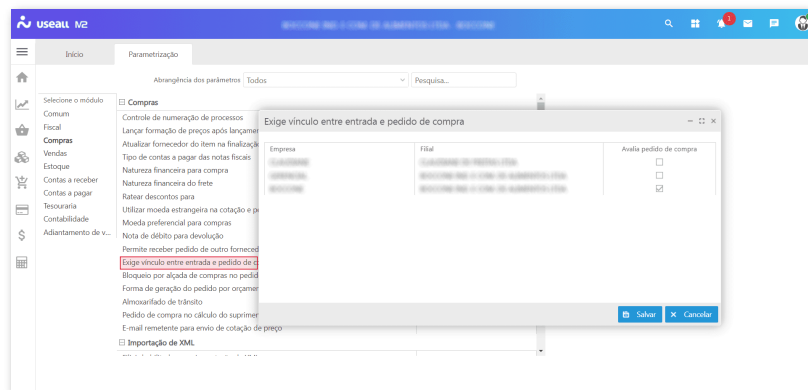 useall M2
1
Início
Parametrização
Abrangência dos parâmetros Todos
Pesquisa...
Selecione o módulo
Comum
Fiscal
Compras
Vendas
Estoque
Contas a receber
Contas a pagar
Tesouraria
Contabilidade
Adiantamento de v...
Compras
Controle de numeração de processos
Lançar formação de preços após lançame
Atualizar fornecedor do item na finalizaçã
Tipo de contas a pagar das notas fiscais
Natureza financeira para compra
Natureza financeira do frete
Ratear descontos para
Utilizar moeda estrangeira na cotação e pe
Moeda preferencial para compras
Nota de débito para devolução
Permite receber pedido de outro forneced
Exige vínculo entre entrada e pedido de c
Bloqueio por alçada de compras no pedid
Forma de geração do pedido por orçamer
Almoxarifado de trânsito
Pedido de compra no cálculo do suprimer
E-mail remetente para envio de cotação de preço
Importação de XML
Exige vínculo entre entrada e pedido de compra
Empresa Filial Avalia pedido de compra
Salvar Cancelar